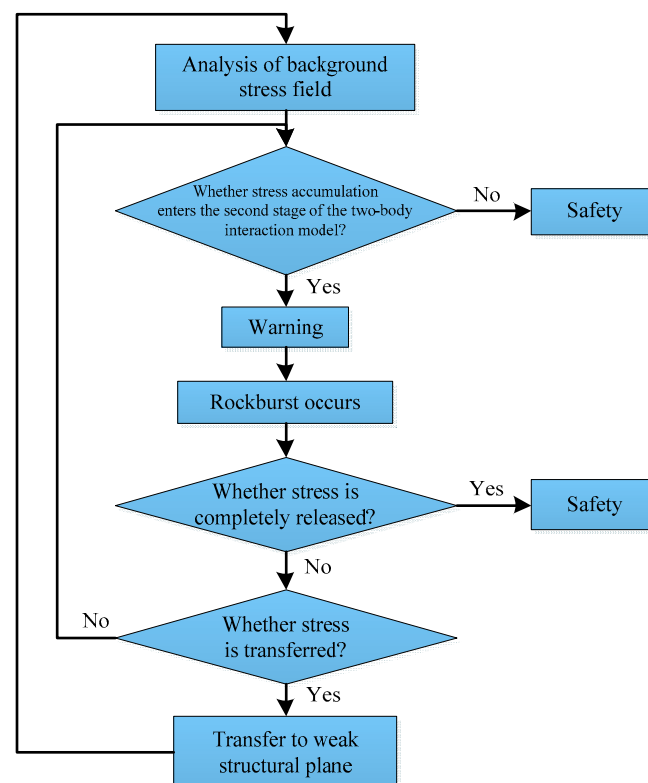 Analysis of background
stress field
Whether stress accumulation
enters the second stage of the two-body
interaction model?
No
Safety
Yes
Warning
Rockburst occurs
Whether stress is
completely released?
Yes
Safety
No
Whether stress
is transferred?
No
Yes
Transfer to weak
structural plane